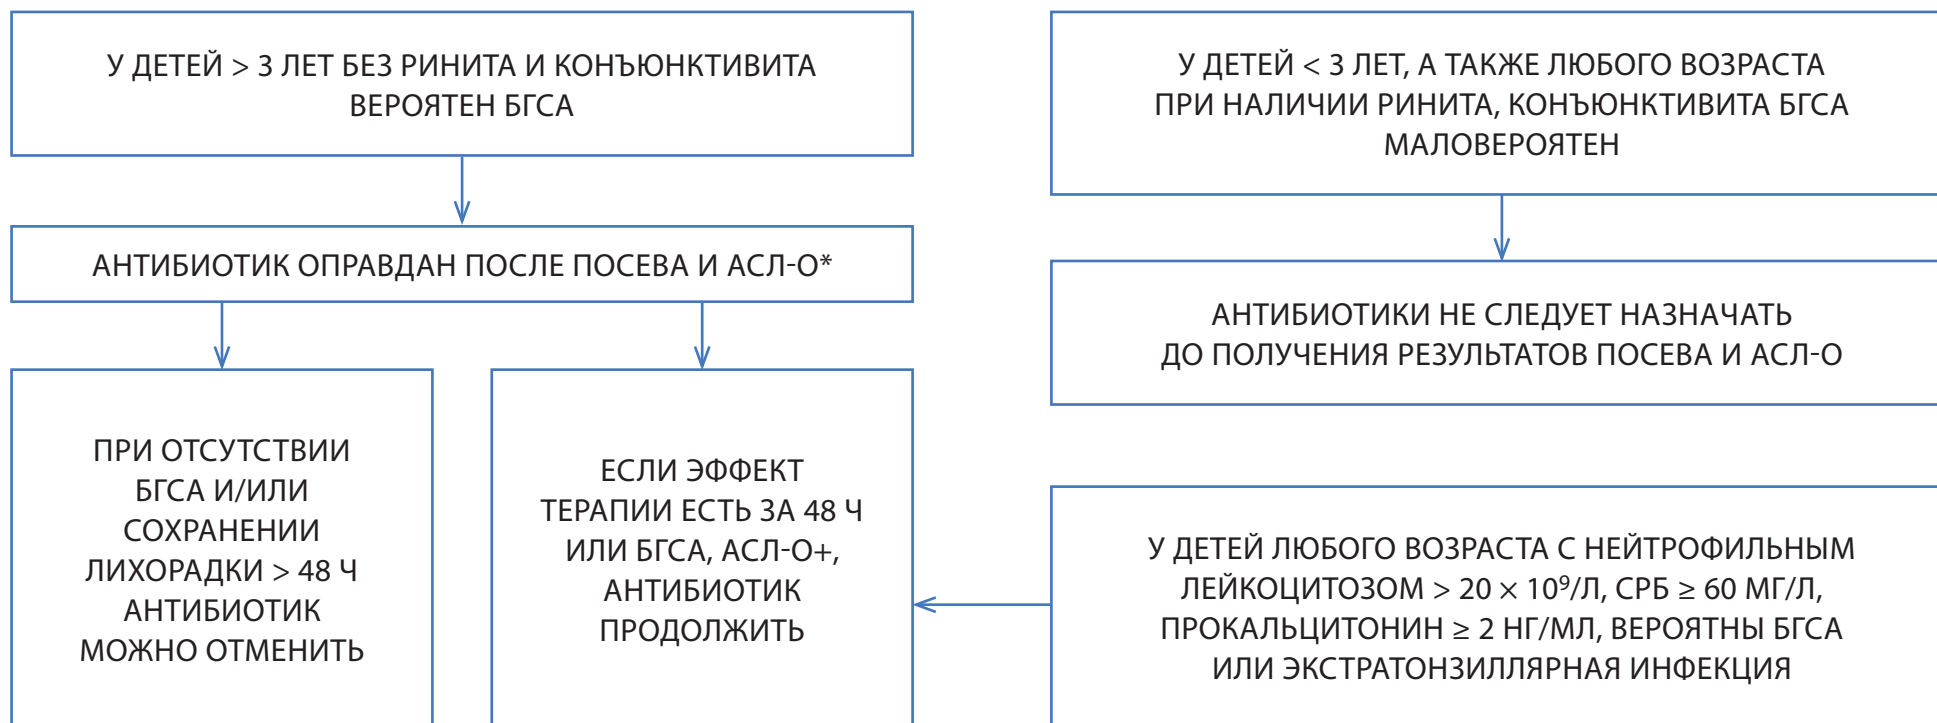 У ДЕТЕЙ > 3 ЛЕТ БЕЗ РИНИТА И КОНЪЮНКТИВИТА
ВЕРОЯТЕН БГСА
АНТИБИОТИК ОПРАВДАН ПОСЛЕ ПОСЕВА И АСЛ-О*
ПРИ ОТСУТСТВИИ
БГСА И/ИЛИ
СОХРАНЕНИИ
ЛИХОРАДКИ > 48 Ч
АНТИБИОТИК
МОЖНО ОТМЕНИТЬ
ЕСЛИ ЭФФЕКТ
ТЕРАПИИ ЕСТЬ ЗА 48 Ч
ИЛИ БГСА, АСЛ-О+,
АНТИБИОТИК
ПРОДОЛЖИТЬ
У ДЕТЕЙ < 3 ЛЕТ, А ТАКЖЕ ЛЮБОГО ВОЗРАСТА
ПРИ НАЛИЧИИ РИНИТА, КОНЪЮНКТИВИТА БГСА
МАЛОВЕРОЯТЕН
АНТИБИОТИКИ НЕ СЛЕДУЕТ НАЗНАЧАТЬ
ДО ПОЛУЧЕНИЯ РЕЗУЛЬТАТОВ ПОСЕВА И АСЛ-О
У ДЕТЕЙ ЛЮБОГО ВОЗРАСТА С НЕЙТРОФИЛЬНЫМ
ЛЕЙКОЦИТОЗОМ > 20 × 10⁹/Л, СРБ ≥ 60 МГ/Л,
ПРОКАЛЬЦИТОНИН ≥ 2 НГ/МЛ, ВЕРОЯТНЫ БГСА
ИЛИ ЭКСТРАТОНЗИЛЛЯРНАЯ ИНФЕКЦИЯ